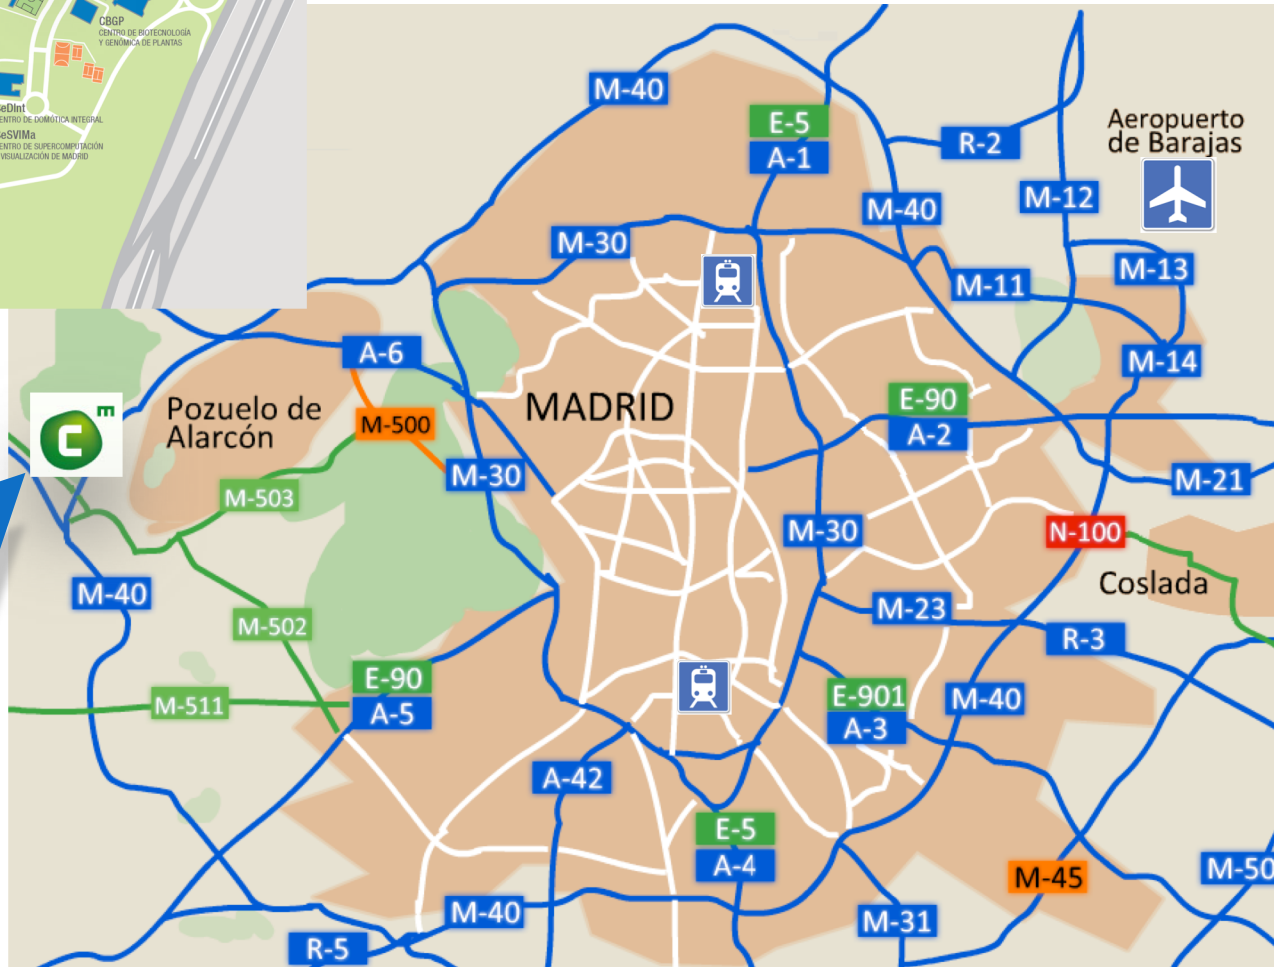 CBGP
CENTRO DE BIOTECNOLOGÍA
Y GENÓMICA DE PLANTAS
CENTRO DE DOMÓTICA INTEGRAL
CENTRO DE SUPERCOMPUTACIÓN
VISUALIZACIÓN DE MADRID
M-40
E-5
A-1
R-2
Aeropuerto
de Barajas
M-12
M-40
M-30
M-13
M-11
A-6
M-14
Pozuelo de
Alarcón
MADRID
E-90
A-2
M-500
C
m
M-30
M-21
M-503
M-30
N-100
Coslada
M-40
M-23
M-502
R-3
E-90
A-5
M-511
E-901
A-3
M-40
A-42
E-5
A-4
M-45
M-50
M-40
M-31
R-5